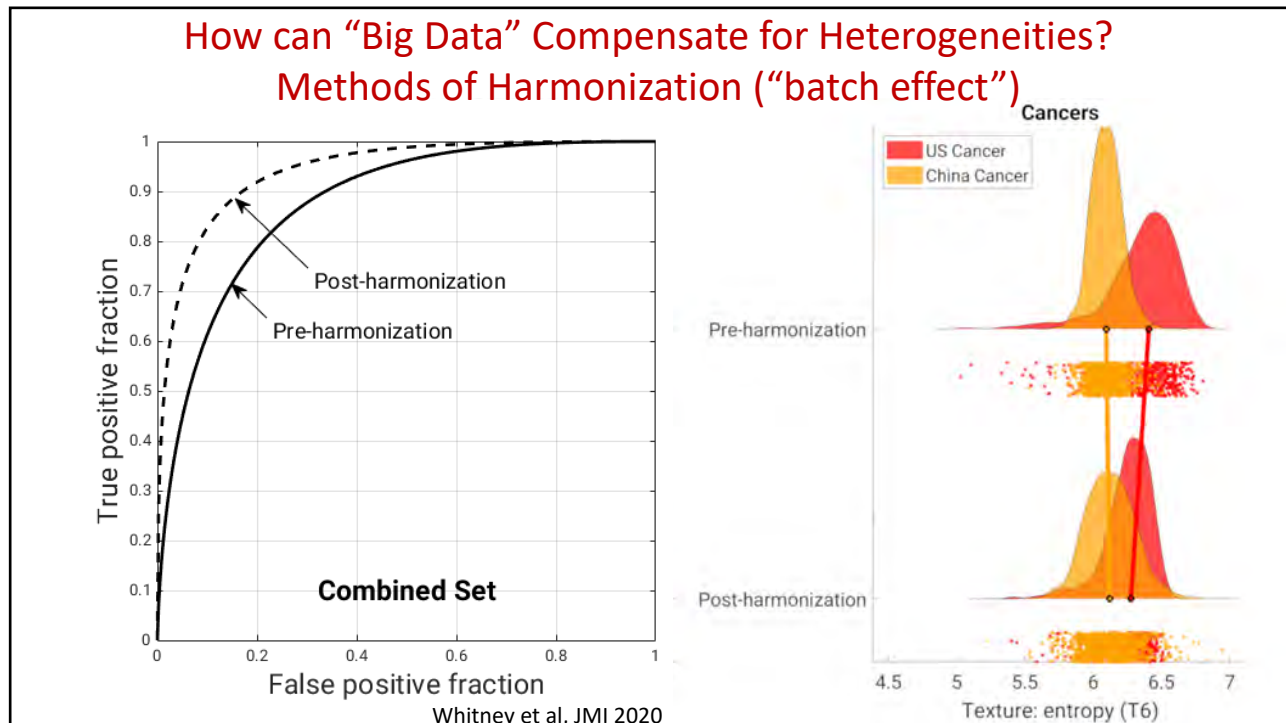 How can “Big Data” Compensate for Heterogeneities?
Methods of Harmonization (“batch effect”)
1
0.9
0.8
0.7
0.6
0.5
0.4
0.3
0.2
0.1
0
True positive fraction
Post-harmonization
Pre-harmonization
Combined Set
0
0.2
0.4
0.6
0.8
1
False positive fraction
Whitney et al, JMI 2020
Cancers
US Cancer
China Cancer
Pre-harmonization
Post-harmonization
4.5
5
5.5
6
6.5
7
Texture: entropy (T6)